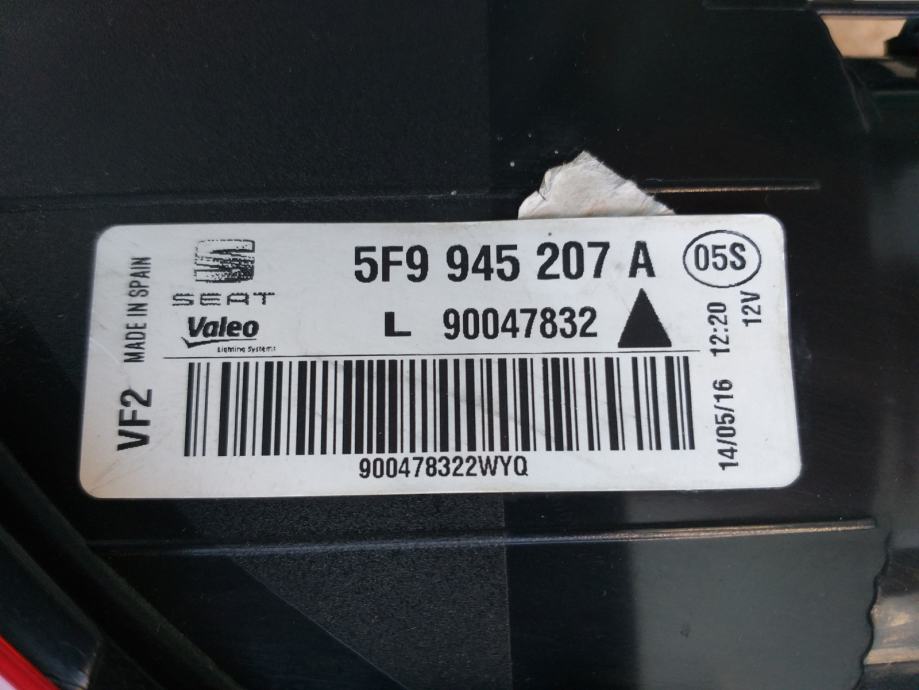 MADE IN SPAIN
VF2
SEAT
Valeo
Lighting Systems
5F9 945 207 A
05S
L 90047832
900478322WYQ
14/05/16 12:20
12V